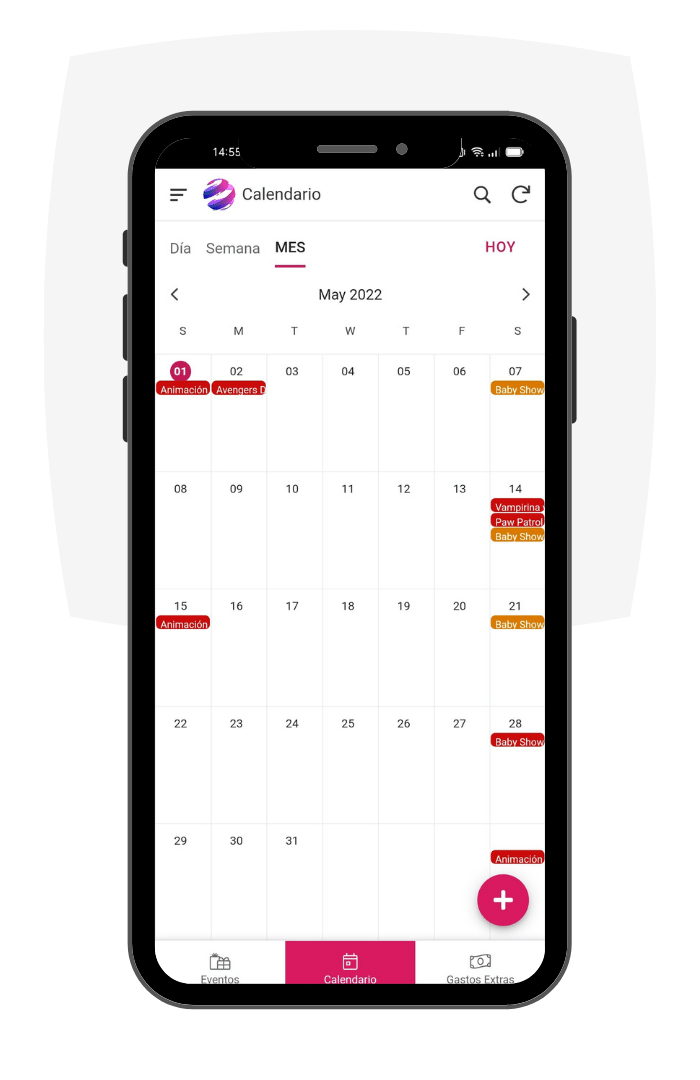 14:55
Calendario
Día Semana MES HOY
May 2022
S M T W T F S
01 02 03 04 05 06 07
Animación Avengers D Baby Show
08 09 10 11 12 13 14
Vampirina
Paw Patrol
Baby Show
15 16 17 18 19 20 21
Animación Baby Show
22 23 24 25 26 27 28
Baby Show
29 30 31
Animación
Eventos Calendario Gastos Extras